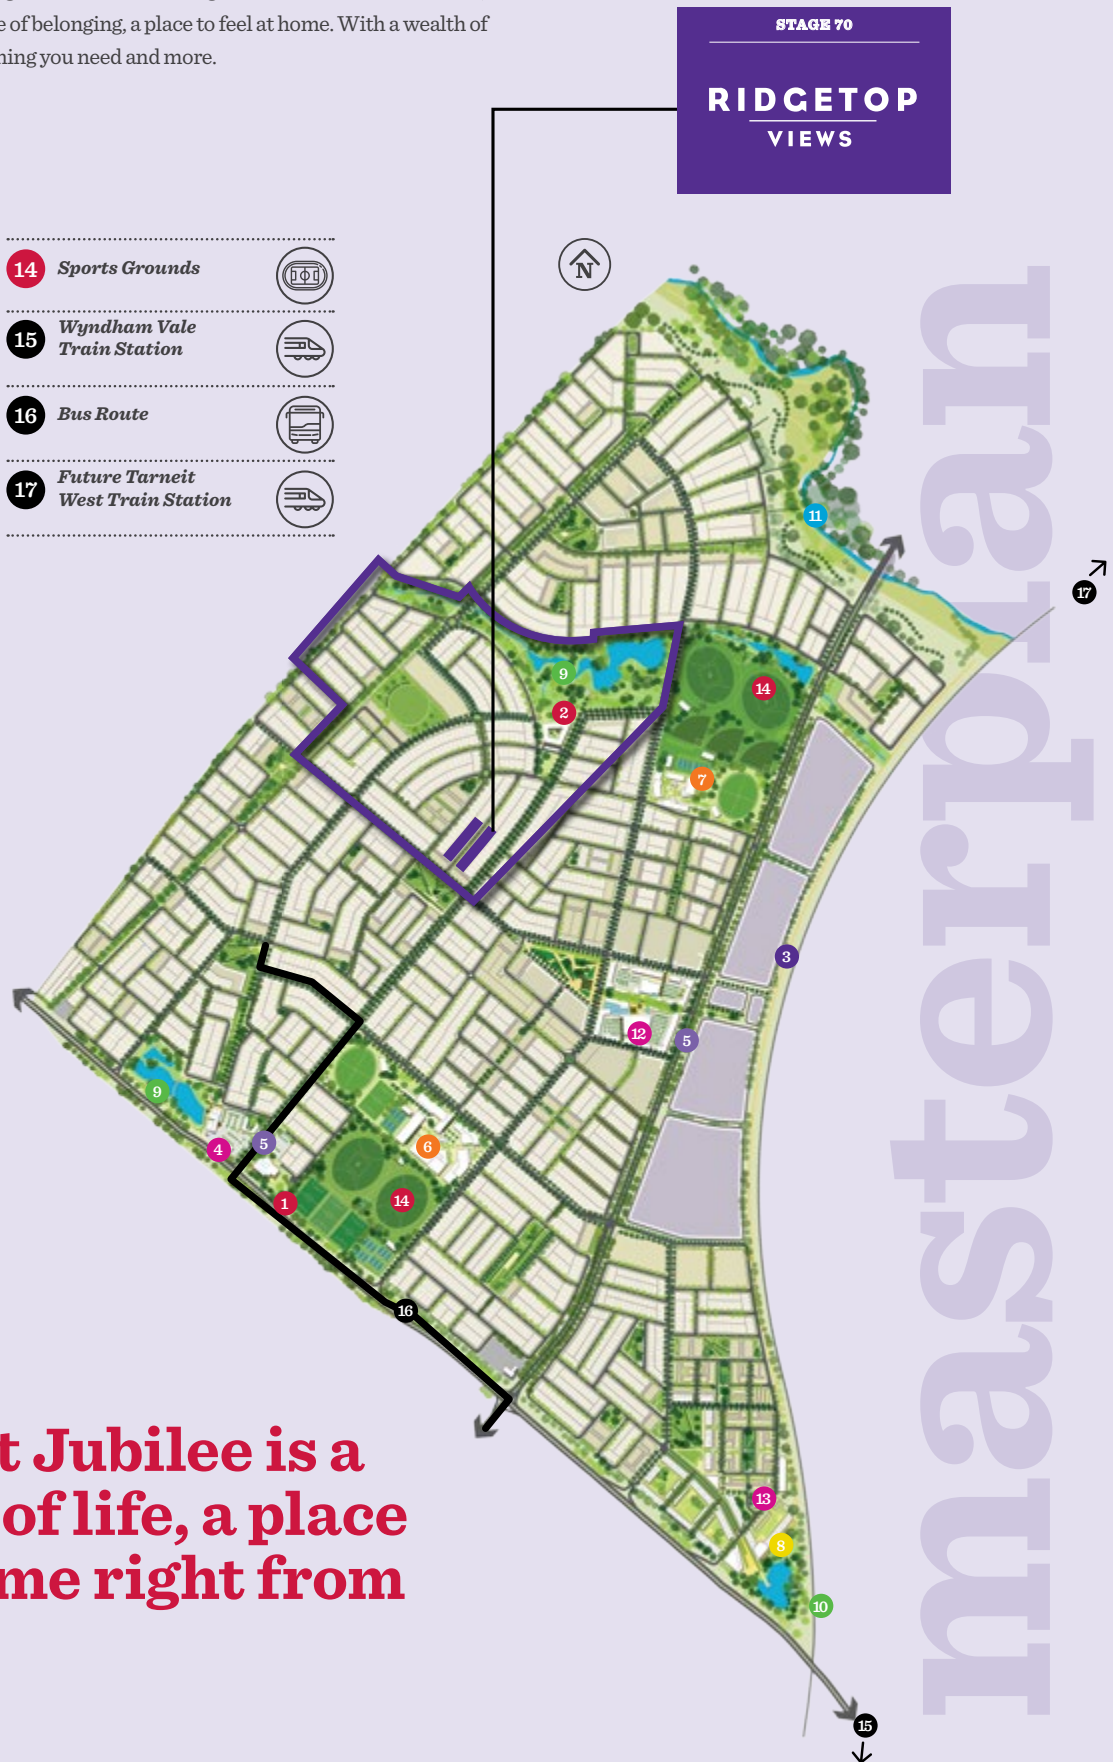 e of belonging, a place to feel at home. With a wealth of
ning you need and more.
STAGE 70
RIDGETOP
VIEWS
14 Sports Grounds
15 Wyndham Vale
Train Station
16 Bus Route
17 Future Tarneit
West Train Station
N
11
17
9
14
2
7
3
12
5
9
4
5
6
1
14
16
13
8
10
15
t Jubilee is a
of life, a place
me right from
masterplan